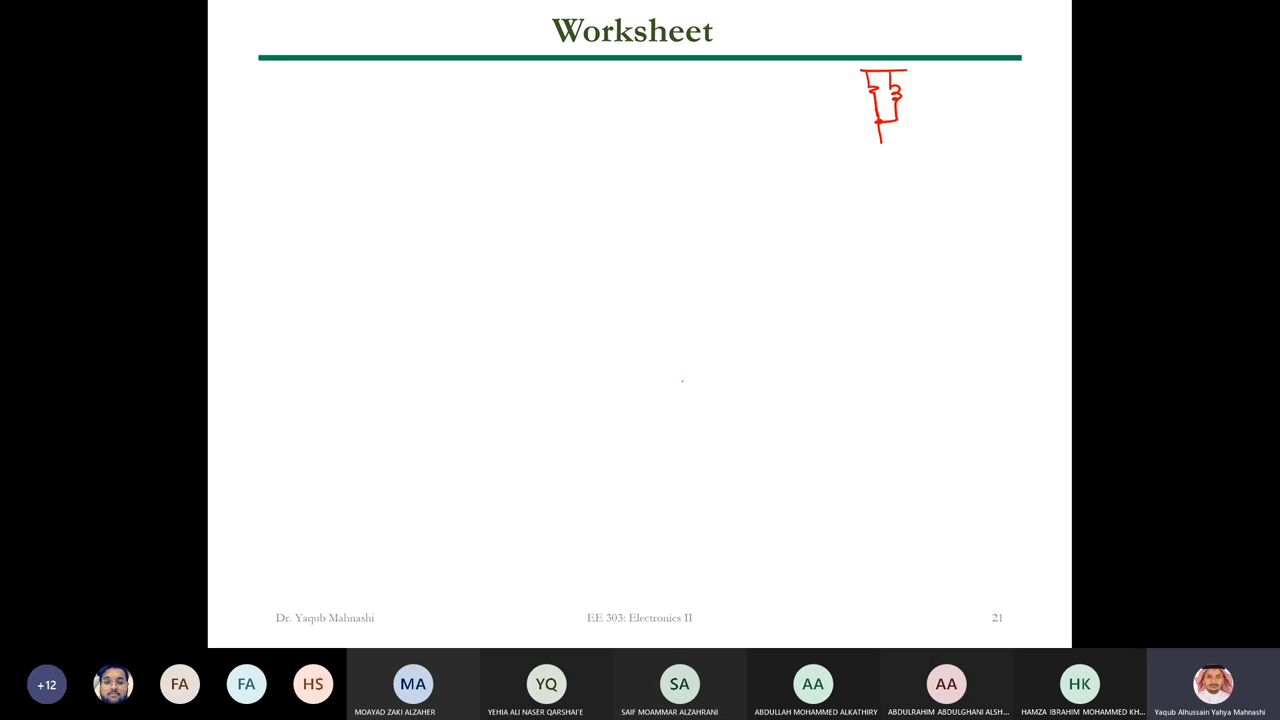 Worksheet
Dr. Yaqub Mahnashi
EE 303: Electronics II
21
+12
FA
FA
HS
MA
YQ
SA
AA
AA
HK
MOAYAD ZAKI ALZAHER
YEHIA ALI NASER QARSHAI'E
SAIF MOAMMAR ALZAHRANI
ABDULLAH MOHAMMED ALKATHIRY
ABDULRAHIM ABDULGHANI ALSH...
HAMZA IBRAHIM MOHAMMED KH...
Yaqub Alhussain Yahya Mahnashi